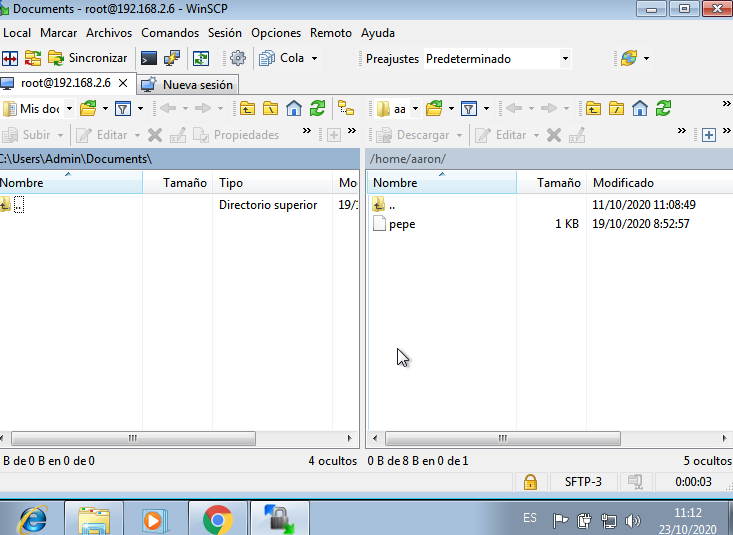 Documents - root@192.168.2.6 - WinSCP
Local Marcar Archivos Comandos Sesión Opciones Remoto Ayuda
Sincronizar Cola Preajustes Predeterminado
root@192.168.2.6 Nueva sesión
Mis doc aa
Subir Editar Propiedades Descargar Editar
C:\Users\Admin\Documents\ /home/aaron/
Nombre Tamaño Tipo Mo Nombre Tamaño Modificado
.. Directorio superior 19/1 .. 11/10/2020 11:08:49
pepe 1 KB 19/10/2020 8:52:57
B de 0 B en 0 de 0 4 ocultos 0 B de 8 B en 0 de 1 5 ocultos
SFTP-3 0:00:03
ES 11:12
23/10/2020